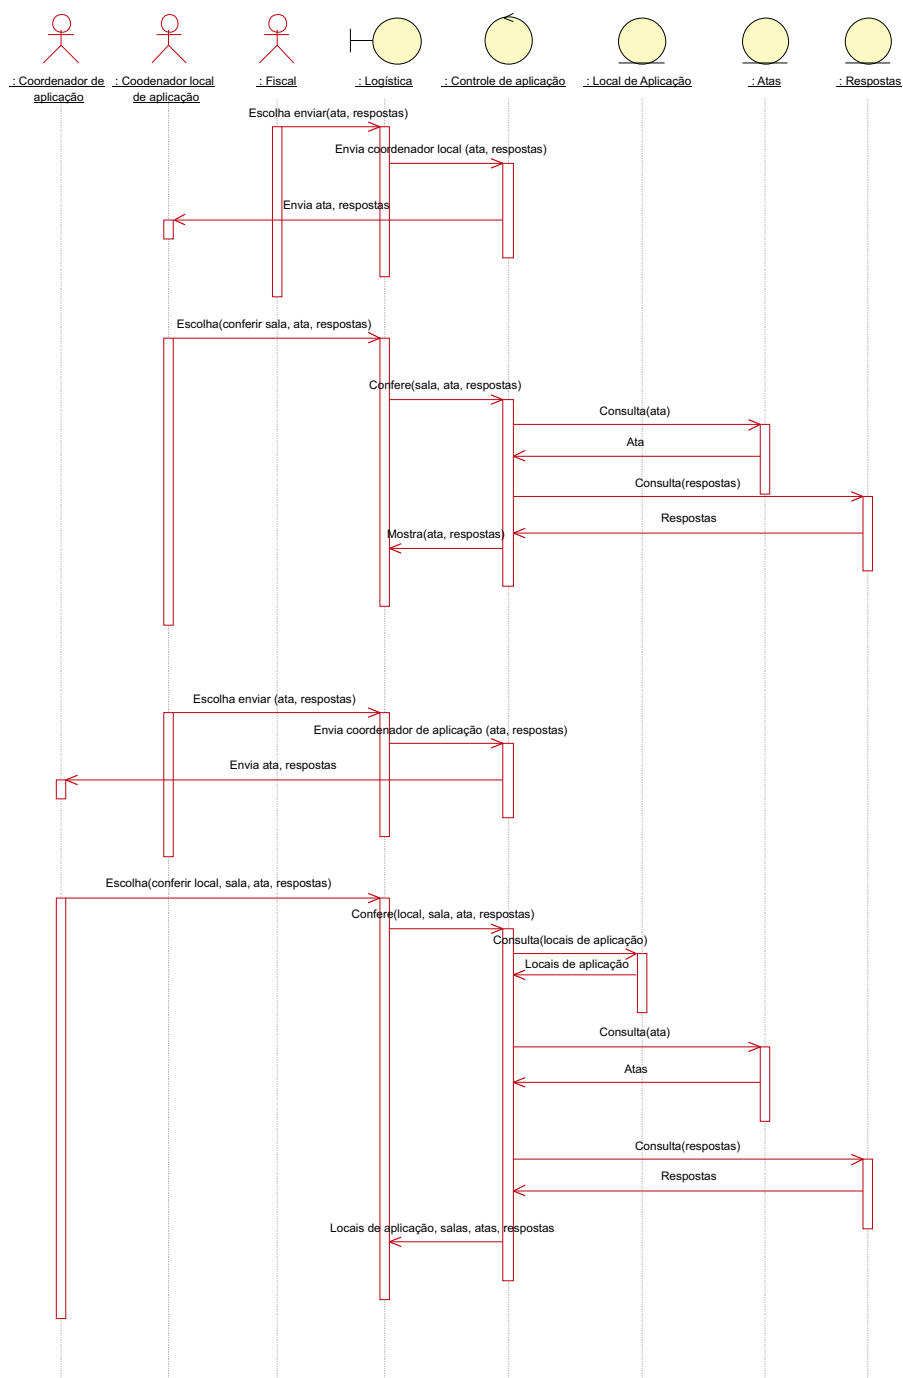 : Coordenador de
aplicação
: Coodenador local
de aplicação
: Fiscal
: Logística
: Controle de aplicação
: Local de Aplicação
: Atas
: Respostas
Escolha enviar(ata, respostas)
Envia coordenador local (ata, respostas)
Envia ata, respostas
Escolha(conferir sala, ata, respostas)
Confere(sala, ata, respostas)
Consulta(ata)
Ata
Consulta(respostas)
Respostas
Mostra(ata, respostas)
Escolha enviar (ata, respostas)
Envia coordenador de aplicação (ata, respostas)
Envia ata, respostas
Escolha(conferir local, sala, ata, respostas)
Confere(local, sala, ata, respostas)
Consulta(locais de aplicação)
Locais de aplicação
Consulta(ata)
Atas
Consulta(respostas)
Respostas
Locais de aplicação, salas, atas, respostas